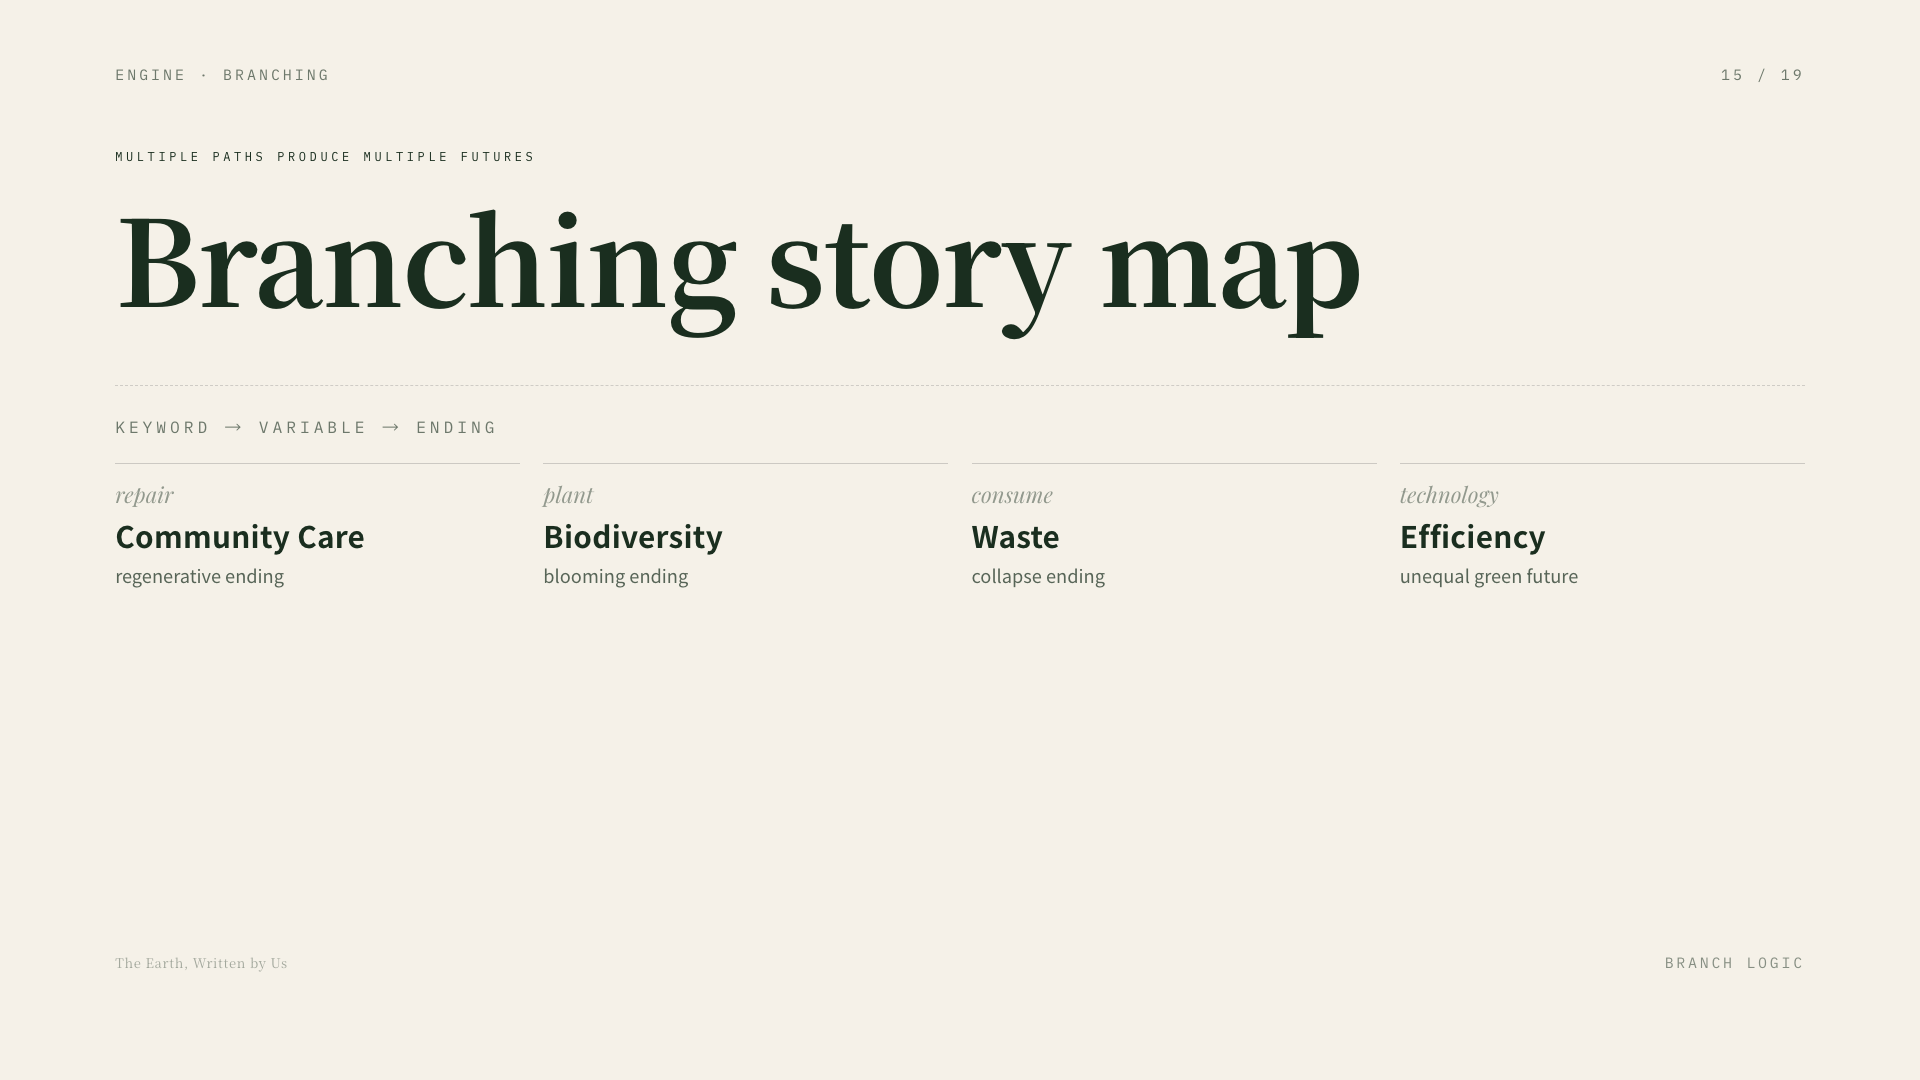 ENGINE · BRANCHING
15 / 19
MULTIPLE PATHS PRODUCE MULTIPLE FUTURES
Branching story map
KEYWORD → VARIABLE → ENDING
repair
Community Care
regenerative ending
plant
Biodiversity
blooming ending
consume
Waste
collapse ending
technology
Efficiency
unequal green future
The Earth, Written by Us
BRANCH LOGIC